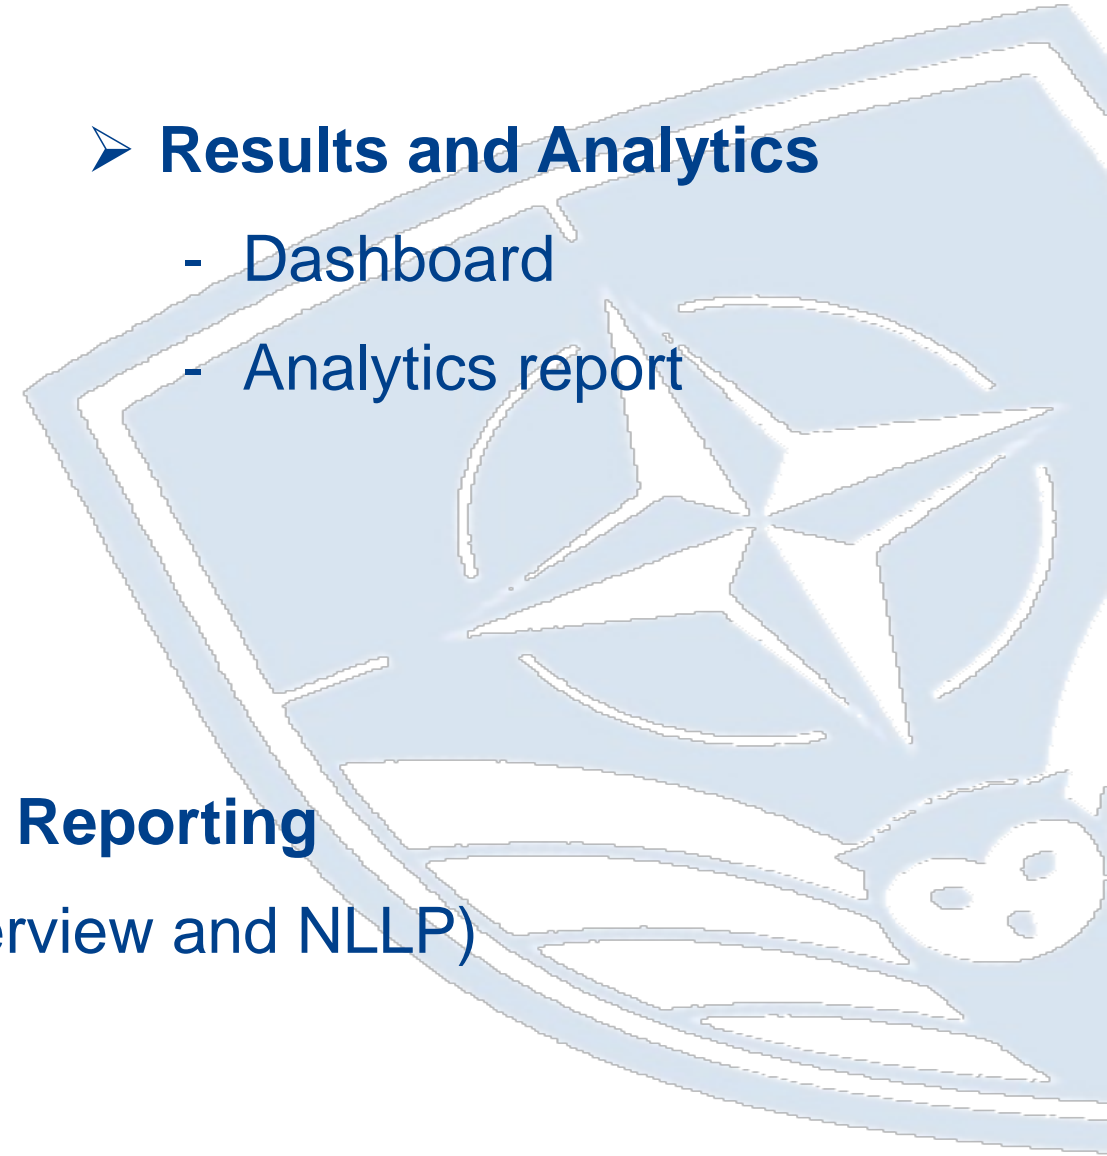 ➢ Results and Analytics
- Dashboard
- Analytics report
Reporting
erview and NLLP)